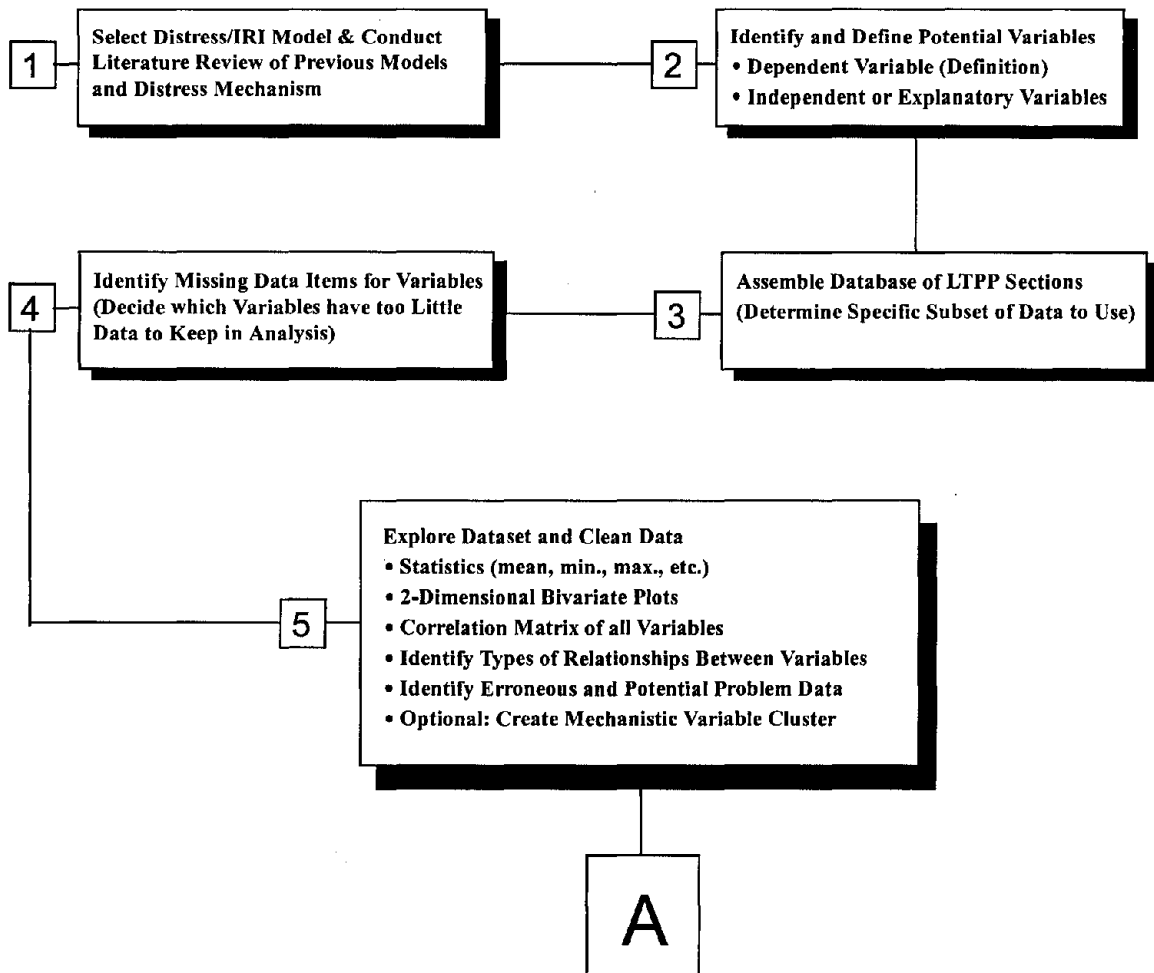 1
Select Distress/IRI Model & Conduct
Literature Review of Previous Models
and Distress Mechanism
2
Identify and Define Potential Variables
• Dependent Variable (Definition)
• Independent or Explanatory Variables
3
Assemble Database of LTPP Sections
(Determine Specific Subset of Data to Use)
4
Identify Missing Data Items for Variables
(Decide which Variables have too Little
Data to Keep in Analysis)
5
Explore Dataset and Clean Data
• Statistics (mean, min., max., etc.)
• 2-Dimensional Bivariate Plots
• Correlation Matrix of all Variables
• Identify Types of Relationships Between Variables
• Identify Erroneous and Potential Problem Data
• Optional: Create Mechanistic Variable Cluster
A